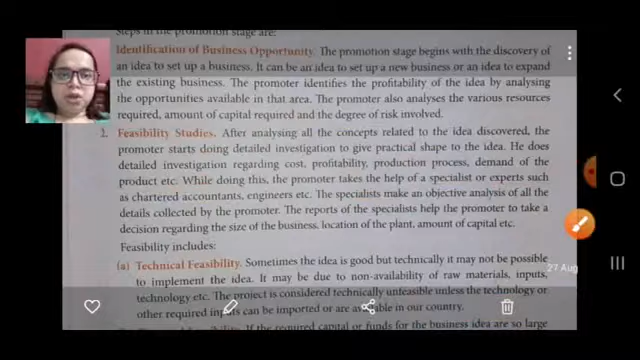 Steps in the promotion stage are:
Identification of Business Opportunity. The promotion stage begins with the discovery of
an idea to set up a business. It can be an idea to set up a new business or an idea to expand
the existing business. The promoter identifies the profitability of the idea by analysing
the opportunities available in that area. The promoter also analyses the various resources
required, amount of capital required and the degree of risk involved.
2. Feasibility Studies. After analysing all the concepts related to the idea discovered, the
promoter starts doing detailed investigation to give practical shape to the idea. He does
detailed investigation regarding cost, profitability, production process, demand of the
product etc. While doing this, the promoter takes the help of a specialist or experts such
as chartered accountants, engineers etc. The specialists make an objective analysis of all the
details collected by the promoter. The reports of the specialists help the promoter to take a
decision regarding the size of the business, location of the plant, amount of capital etc.
27 Aug
Feasibility includes:
(a) Technical Feasibility. Sometimes the idea is good but technically it may not be possible
to implement the idea. It may be due to non-availability of raw materials, inputs,
technology etc. The project is considered technically unfeasible unless the technology or
other required inputs can be imported or are available in our country.
Feasibility. If the required capital or funds for the business idea are so large